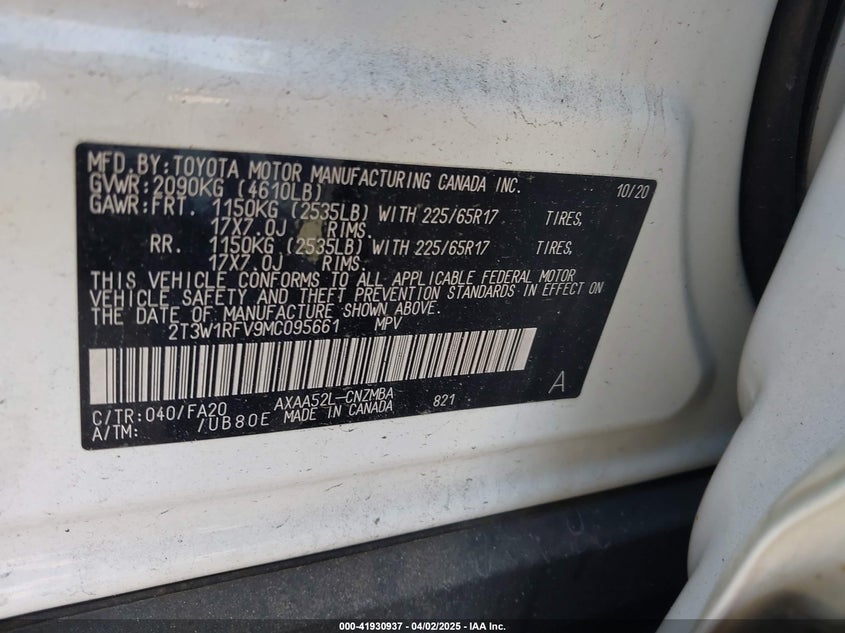 MFD.BY:TOYOTA MOTOR MANUFACTURING CANADA INC. 10/20
GVWR:2090KG (4610LB)
GAWR:FRT. 1150KG (2535LB) WITH 225/65R17 TIRES,
17X7.0J RIMS.
RR. 1150KG (2535LB) WITH 225/65R17 TIRES,
17X7.0J RIMS.
THIS VEHICLE CONFORMS TO ALL APPLICABLE FEDERAL MOTOR
VEHICLE SAFETY AND THEFT PREVENTION STANDARDS IN EFFECT ON
THE DATE OF MANUFACTURE SHOWN ABOVE.
2T3W1RFV9MC095661 MPV
C/TR:040/FA20 AXAA52L-CNZMBA 821 A
A/TM: /UB80E MADE IN CANADA
000-41930937 - 04/02/2025 - IAA Inc.